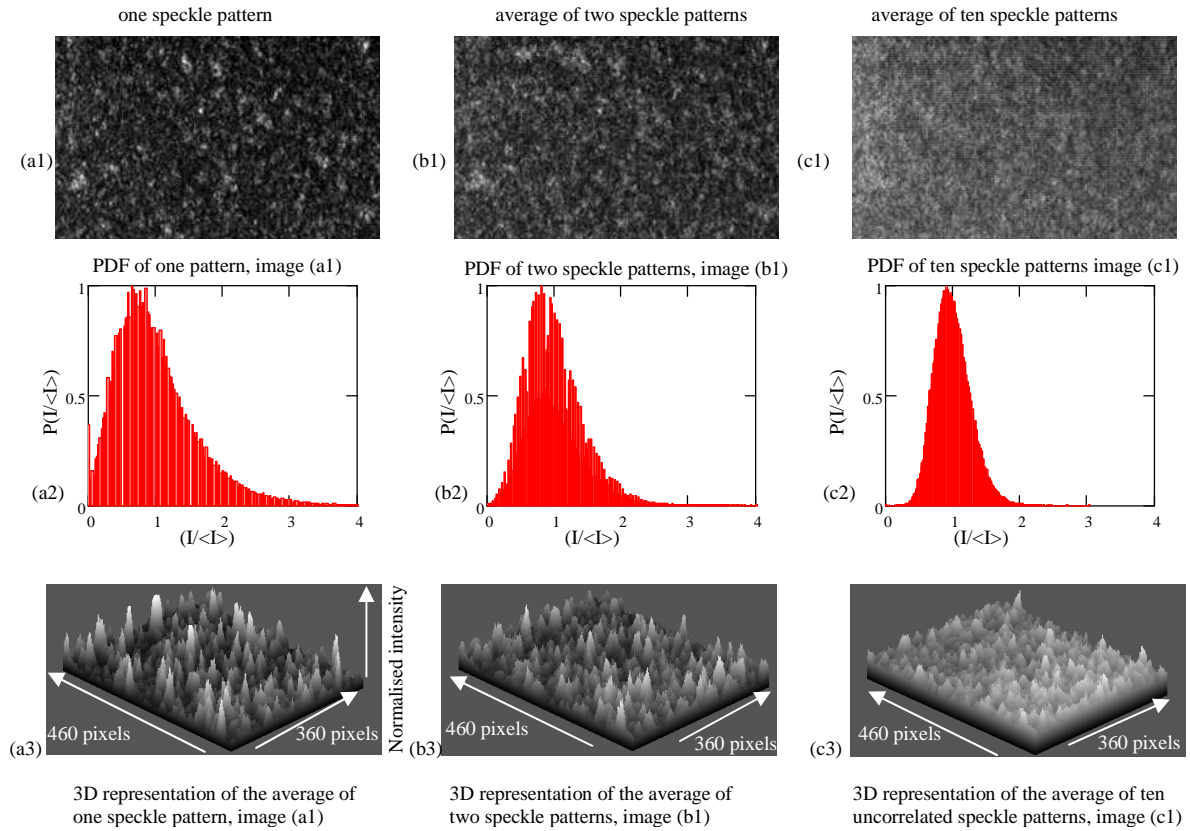 one speckle pattern
average of two speckle patterns
average of ten speckle patterns
(a1)
(b1)
(c1)
PDF of one pattern, image (a1)
PDF of two speckle patterns, image (b1)
PDF of ten speckle patterns image (c1)
1
0.5
0
P(I/<I>)
(a2)
0 1 2 3 4
(I/<I>)
1
0.5
0
P(I/<I>)
(b2)
0 1 2 3 4
(I/<I>)
1
0.5
0
P(I/<I>)
(c2)
0 1 2 3 4
(I/<I>)
Normalised intensity
460 pixels
360 pixels
(a3)
460 pixels
360 pixels
(b3)
460 pixels
360 pixels
(c3)
3D representation of the average of
one speckle pattern, image (a1)
3D representation of the average of
two speckle patterns, image (b1)
3D representation of the average of ten
uncorrelated speckle patterns, image (c1)